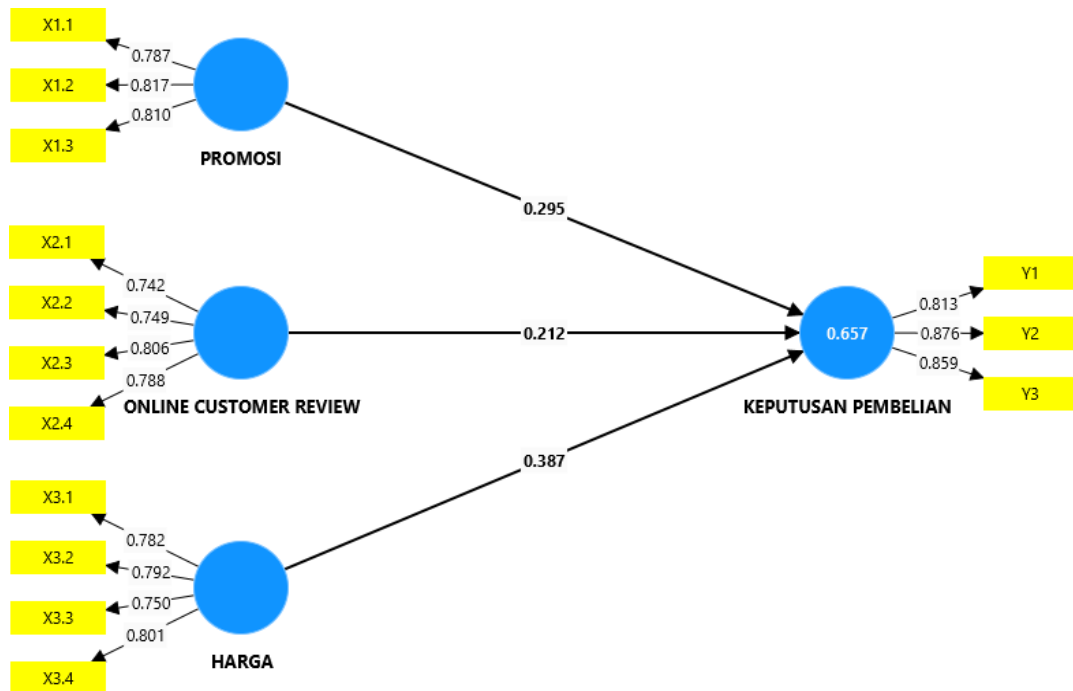 X1.1
0.787
X1.2
0.817
0.810
X1.3
PROMOSI
0.295
X2.1
0.742
X2.2
0.749
0.806
X2.3
0.788
X2.4
ONLINE CUSTOMER REVIEW
0.212
0.657
KEPUTUSAN PEMBELIAN
0.813
Y1
0.876
Y2
0.859
Y3
0.387
X3.1
0.782
X3.2
0.792
0.750
X3.3
0.801
X3.4
HARGA